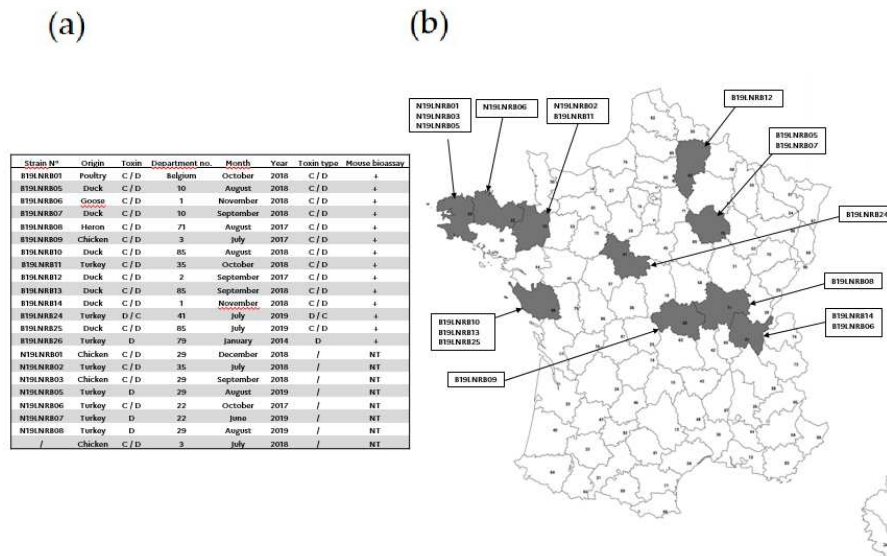 (a)
Strain N° Origin Toxin Department no. Month Year Toxin type Mouse bioassay
B19LNRB01 Poultry C / D Belgium October 2018 C / D +
B19LNRB05 Duck C / D 10 August 2018 C / D +
B19LNRB06 Goose C / D 1 November 2018 C / D +
B19LNRB07 Duck C / D 10 September 2018 C / D +
B19LNRB08 Heron C / D 71 August 2017 C / D +
B19LNRB09 Chicken C / D 3 July 2017 C / D +
B19LNRB10 Duck C / D 85 August 2018 C / D +
B19LNRB11 Turkey C / D 35 October 2018 C / D +
B19LNRB12 Duck C / D 2 September 2017 C / D +
B19LNRB13 Duck C / D 85 September 2018 C / D +
B19LNRB14 Duck C / D 1 November 2018 C / D +
B19LNRB24 Turkey D / C 41 July 2019 D / C +
B19LNRB25 Duck C / D 85 July 2019 C / D +
B19LNRB26 Turkey D 79 January 2014 D +
N19LNRB01 Chicken C / D 29 December 2018 / NT
N19LNRB02 Turkey C / D 35 July 2018 / NT
N19LNRB03 Chicken C / D 29 September 2018 / NT
N19LNRB05 Turkey D 29 August 2019 / NT
N19LNRB06 Turkey C / D 22 October 2017 / NT
N19LNRB07 Turkey D 22 June 2019 / NT
N19LNRB08 Turkey D 29 August 2019 / NT
/ Chicken C / D 3 July 2018 / NT
(b)
N19LNRB01
N19LNRB03
N19LNRB05
N19LNRB06
N19LNRB02
B19LNRB11
B19LNRB12
B19LNRB05
B19LNRB07
B19LNRB24
B19LNRB08
B19LNRB14
B19LNRB06
B19LNRB10
B19LNRB13
B19LNRB25
B19LNRB09